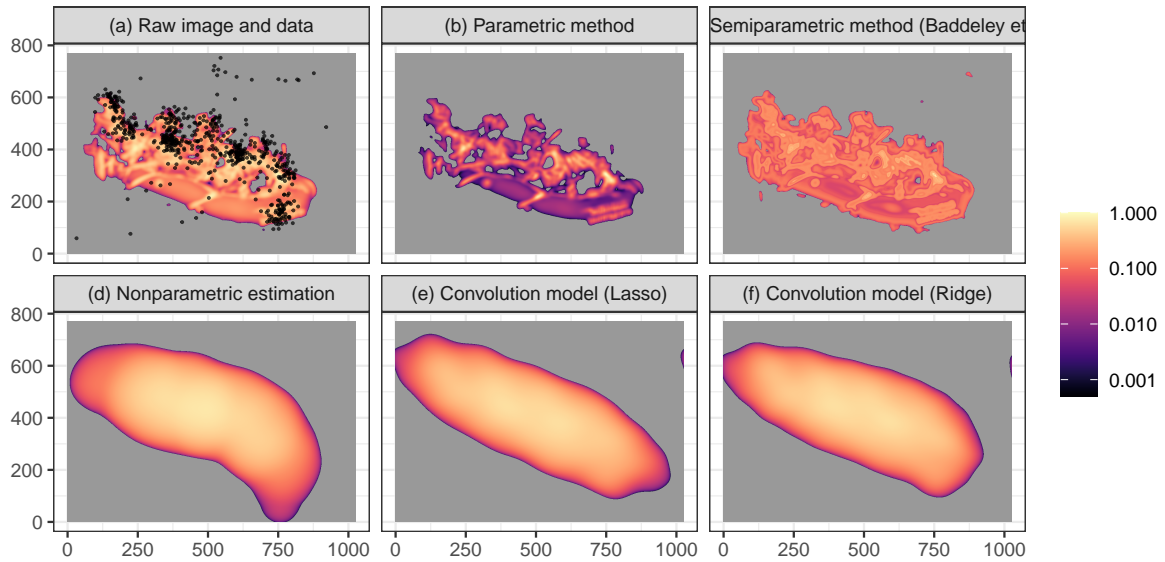 (a) Raw image and data
(b) Parametric method
Semiparametric method (Baddeley et
800
600
400
200
0
1.000
0.100
0.010
0.001
(d) Nonparametric estimation
(e) Convolution model (Lasso)
(f) Convolution model (Ridge)
800
600
400
200
0
0 250 500 750 1000
0 250 500 750 1000
0 250 500 750 1000